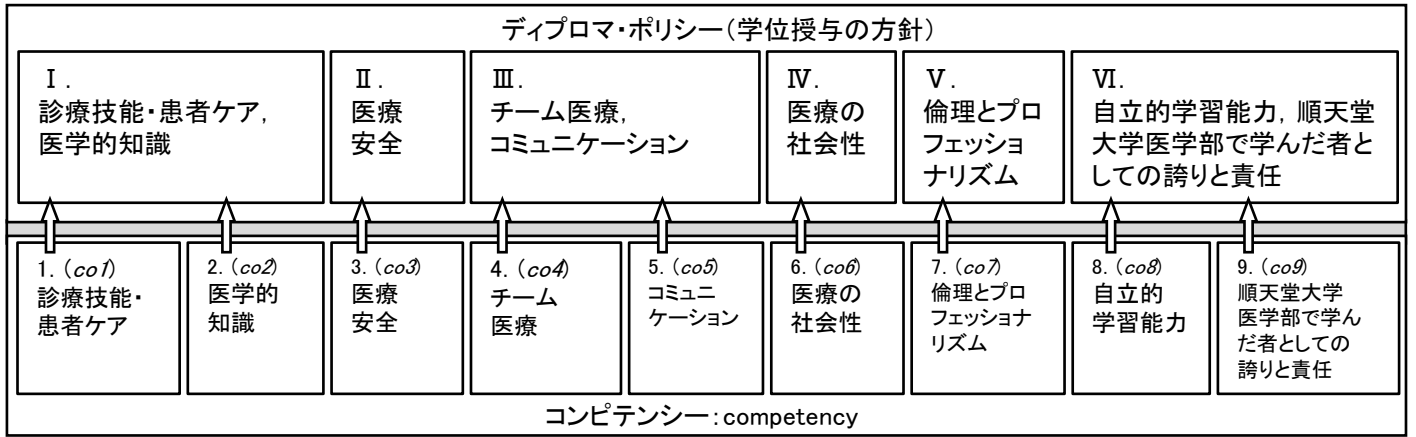 ディプロマ・ポリシー(学位授与の方針)
Ⅰ.
診療技能・患者ケア,
医学的知識
Ⅱ.
医療
安全
Ⅲ.
チーム医療,
コミュニケーション
Ⅳ.
医療の
社会性
Ⅴ.
倫理とプロ
フェッショ
ナリズム
Ⅵ.
自立的学習能力, 順天堂
大学医学部で学んだ者と
しての誇りと責任
1. (co1)
診療技能・
患者ケア
2. (co2)
医学的
知識
3. (co3)
医療
安全
4. (co4)
チーム
医療
5. (co5)
コミュニ
ケーション
6. (co6)
医療の
社会性
7. (co7)
倫理とプロ
フェッショナ
リズム
8. (co8)
自立的
学習能力
9. (co9)
順天堂大学
医学部で学ん
だ者としての
誇りと責任
コンピテンシー:competency